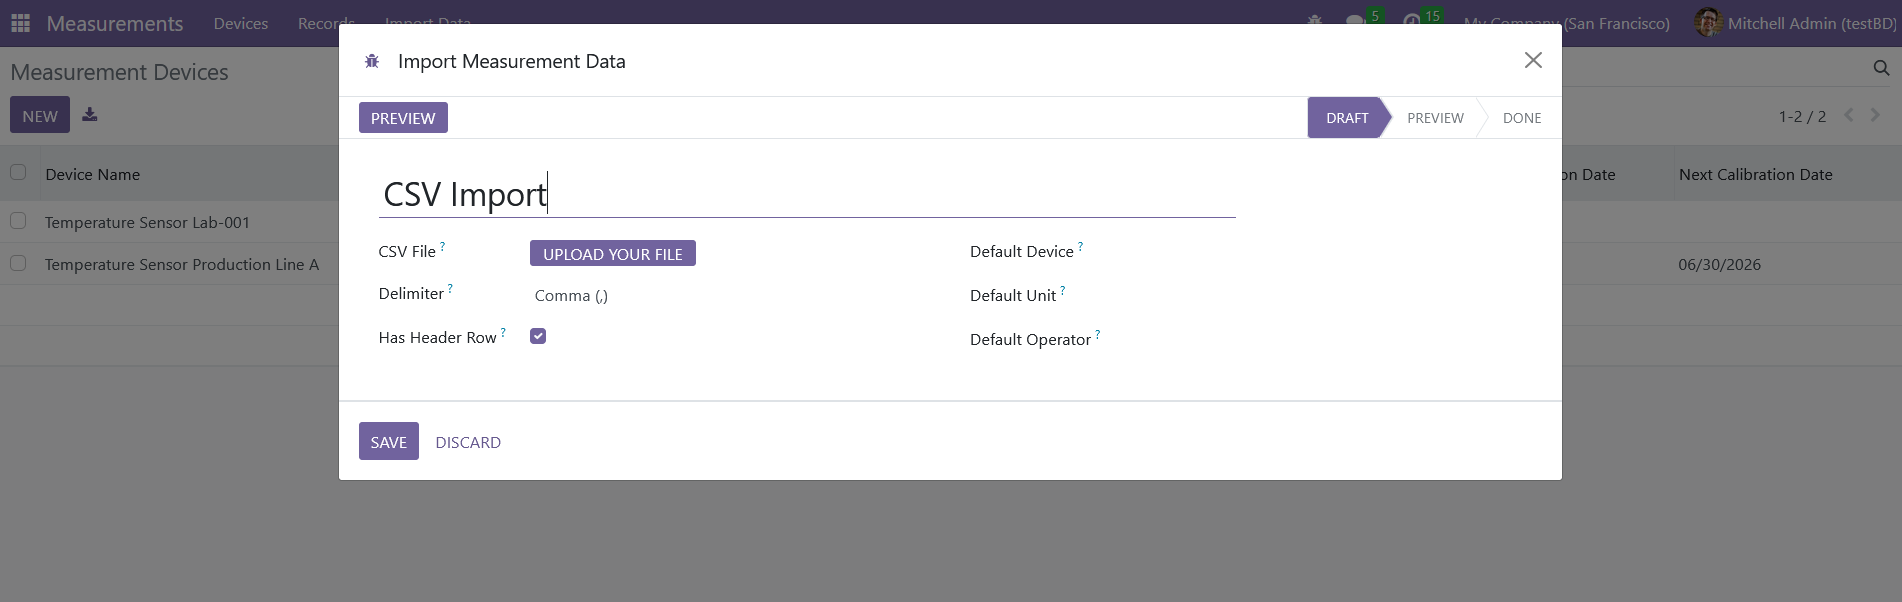 Measurements Devices Records Import Data 5 15 My Company (San Francisco) Mitchell Admin (testBD)
Import Measurement Data
Measurement Devices
NEW
PREVIEW
DRAFT PREVIEW DONE
1-2 / 2
Device Name
on Date Next Calibration Date
CSV Import
Temperature Sensor Lab-001
CSV File ? UPLOAD YOUR FILE
Default Device ?
Temperature Sensor Production Line A
06/30/2026
Delimiter ? Comma (,)
Default Unit ?
Has Header Row ?
Default Operator ?
SAVE DISCARD